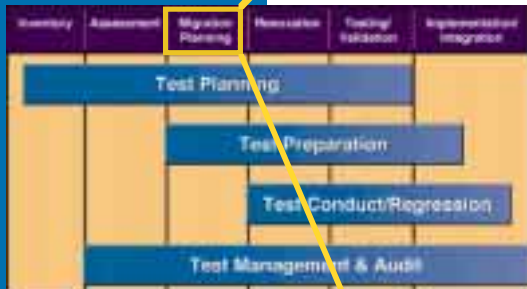 Inventory
Assessment
Migration
Planning
Renovation
Testing/
Validation
Implementation/
Integration
Test Planning
Test Preparation
Test Conduct/Regression
Test Management & Audit